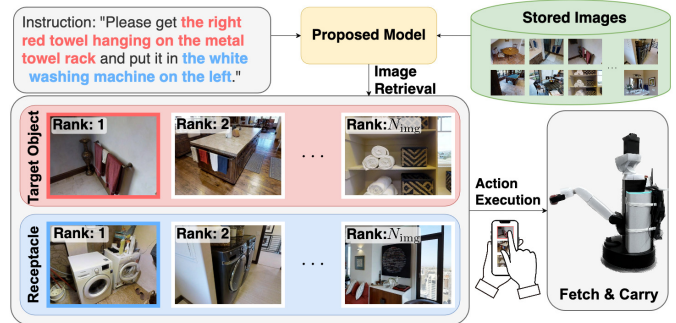 Instruction: "Please get the right
red towel hanging on the metal
towel rack and put it in the white
washing machine on the left."
Proposed Model
Stored Images
...
Image
Retrieval
Target Object
Rank: 1
Rank: 2
...
Rank:N_img
Receptacle
Rank: 1
Rank: 2
...
Rank:N_img
Action
Execution
Fetch & Carry